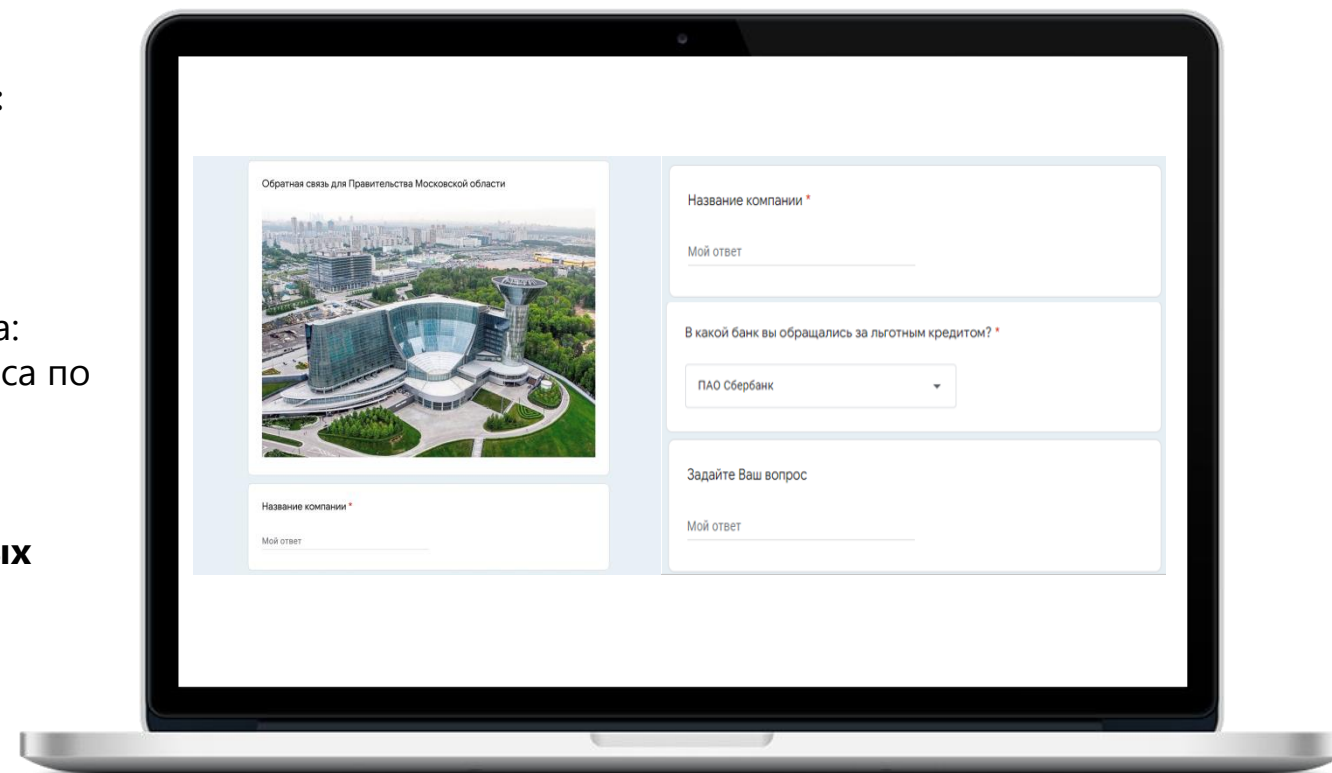 :
а:
са по
ых
Обратная связь для Правительства Московской области
Название компании *
Мой ответ
Название компании *
Мой ответ
В какой банк вы обращались за льготным кредитом? *
ПАО Сбербанк
Задайте Ваш вопрос
Мой ответ